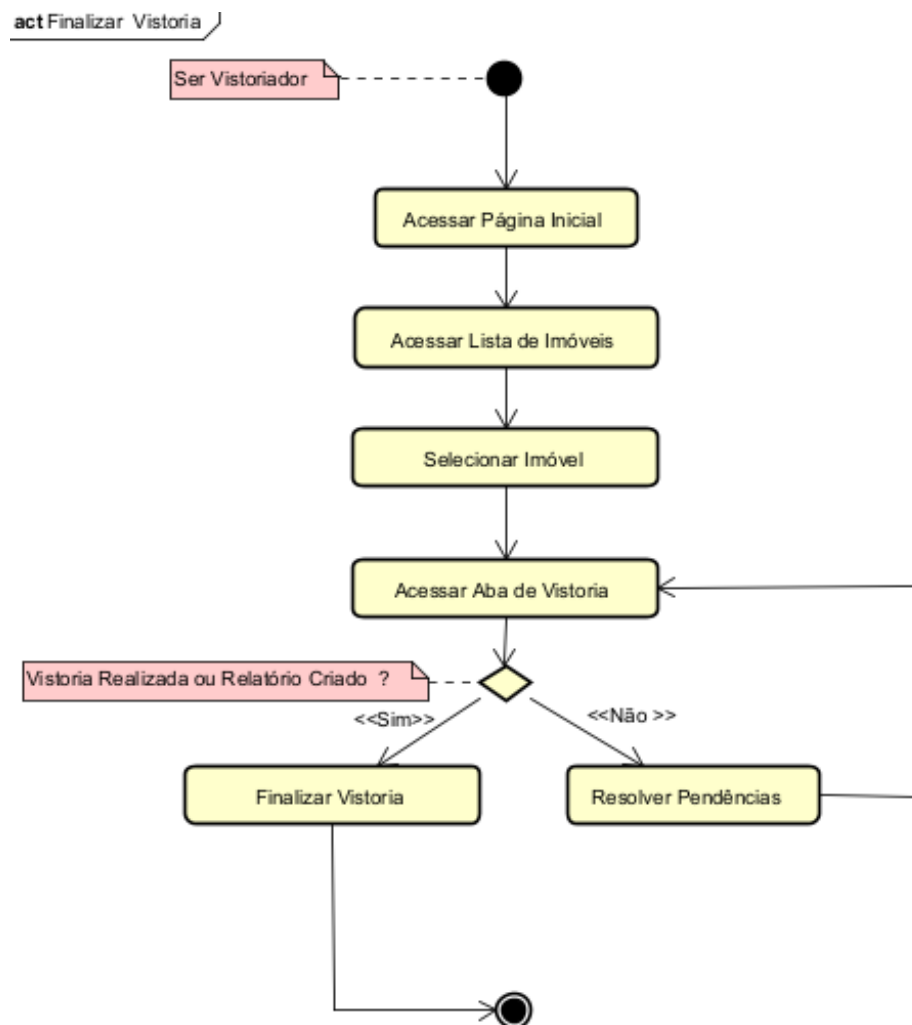 act Finalizar Vistoria
Ser Vistoriador
Acessar Página Inicial
Acessar Lista de Imóveis
Selecionar Imóvel
Acessar Aba de Vistoria
Vistoria Realizada ou Relatório Criado ?
<<Sim>>
<<Não >>
Finalizar Vistoria
Resolver Pendências